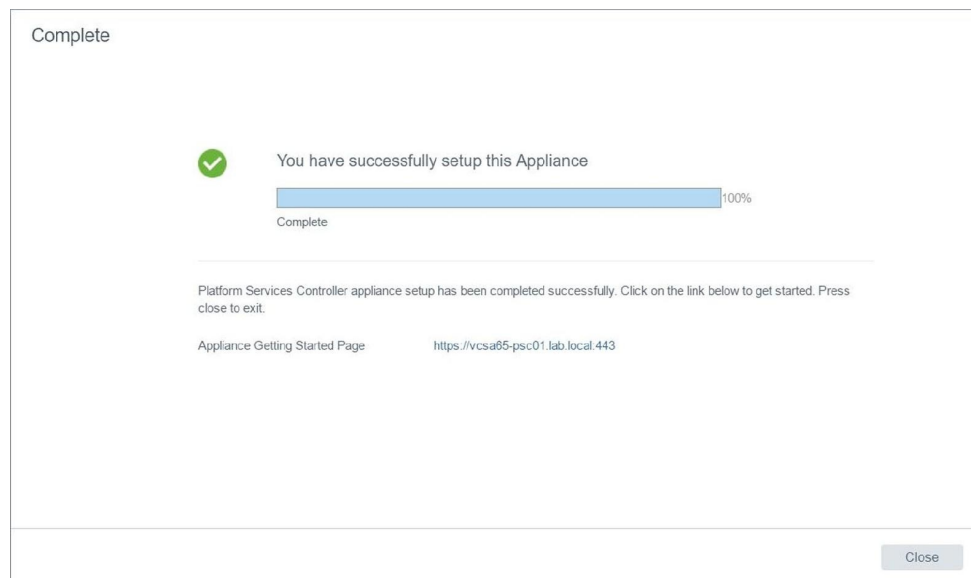 Complete
You have successfully setup this Appliance
100%
Complete
Platform Services Controller appliance setup has been completed successfully. Click on the link below to get started. Press
close to exit.
Appliance Getting Started Page https://vcsa65-psc01.lab.local:443
Close